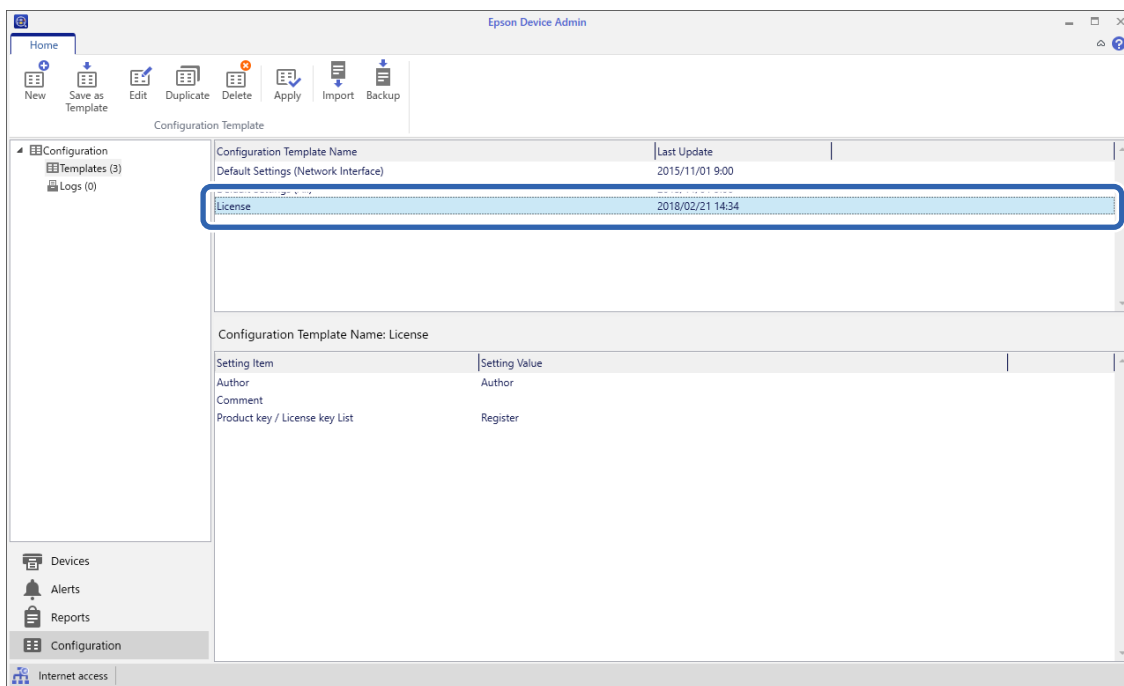 Epson Device Admin
Home
New
Save as Template
Edit
Duplicate
Delete
Apply
Import
Backup
Configuration Template
Configuration
Templates (3)
Logs (0)
Configuration Template Name Last Update
Default Settings (Network Interface) 2015/11/01 9:00
License 2018/02/21 14:34
Configuration Template Name: License
Setting Item Setting Value
Author Author
Comment
Product key / License key List Register
Devices
Alerts
Reports
Configuration
Internet access